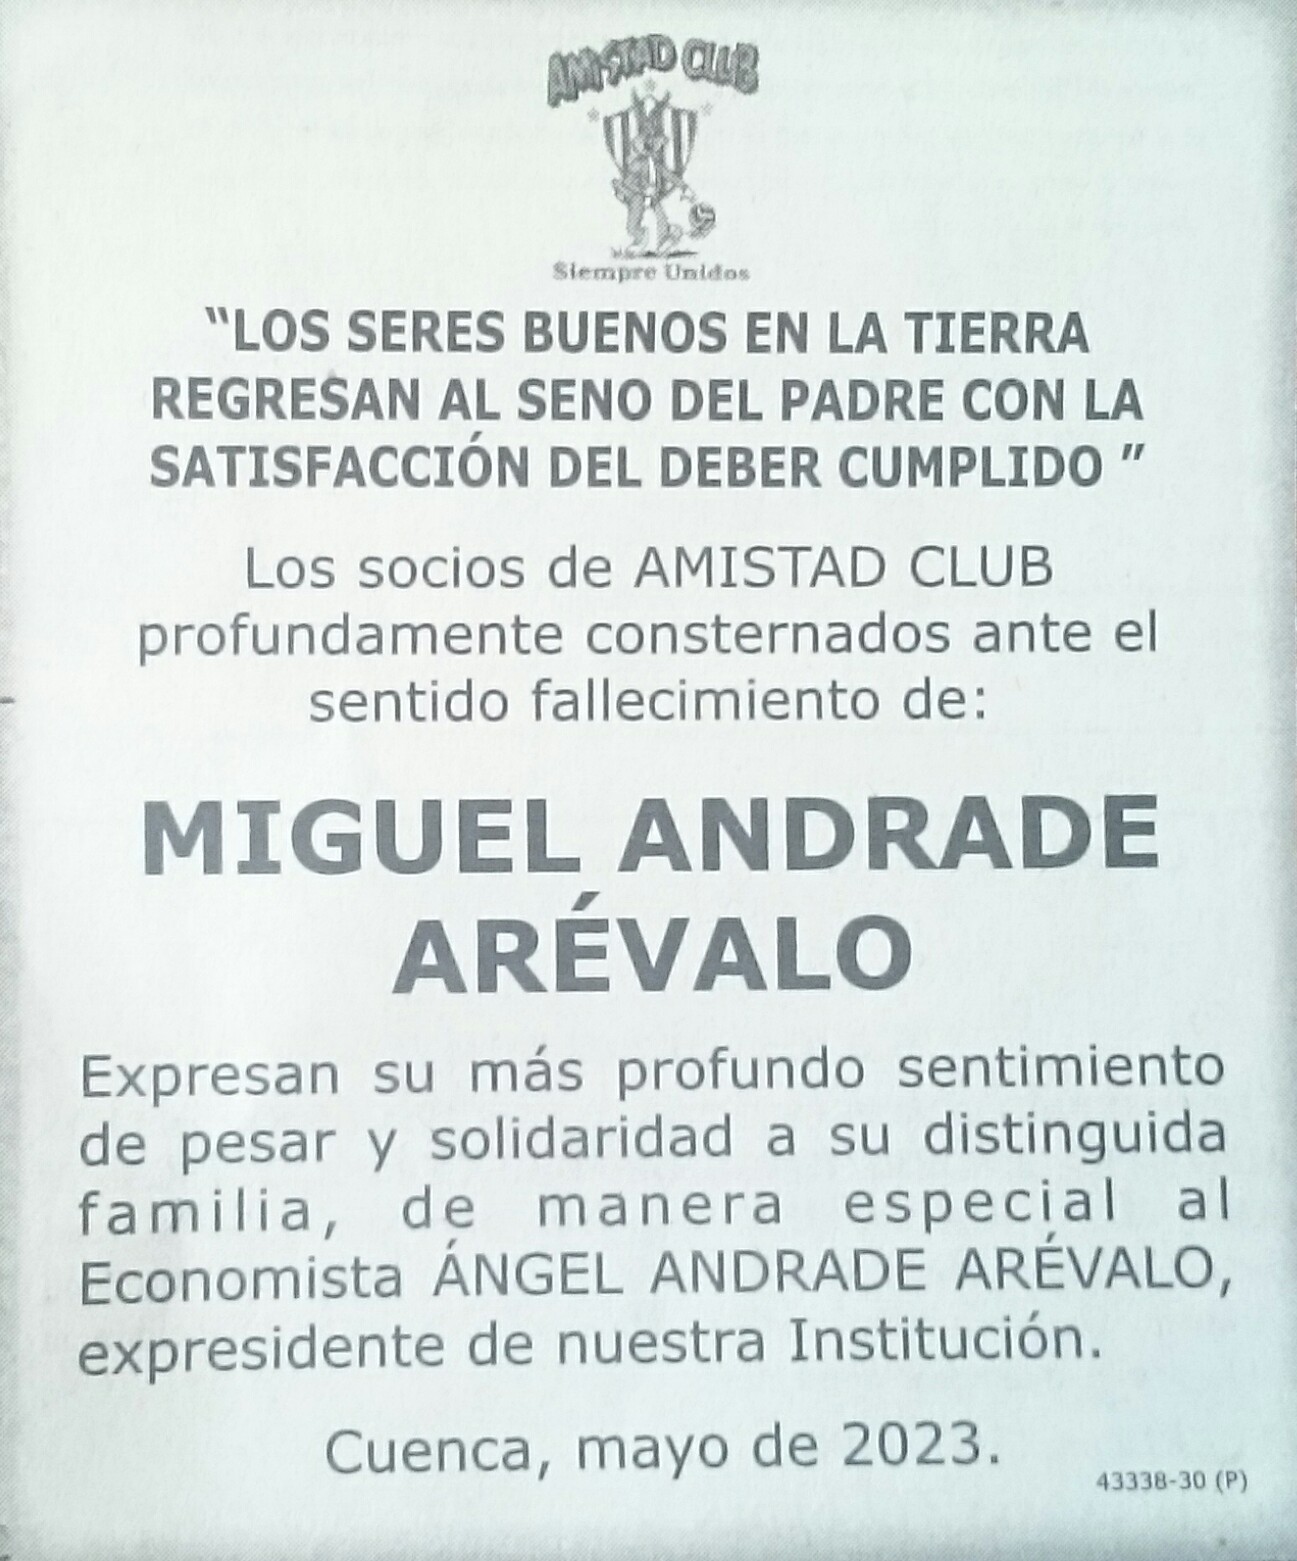 AMISTAD CLUB
Siempre Unidos
“LOS SERES BUENOS EN LA TIERRA
REGRESAN AL SENO DEL PADRE CON LA
SATISFACCIÓN DEL DEBER CUMPLIDO ”
Los socios de AMISTAD CLUB
profundamente consternados ante el
sentido fallecimiento de:
MIGUEL ANDRADE
ARÉVALO
Expresan su más profundo sentimiento
de pesar y solidaridad a su distinguida
familia, de manera especial al
Economista ÁNGEL ANDRADE ARÉVALO,
expresidente de nuestra Institución.
Cuenca, mayo de 2023.
43338-30 (P)